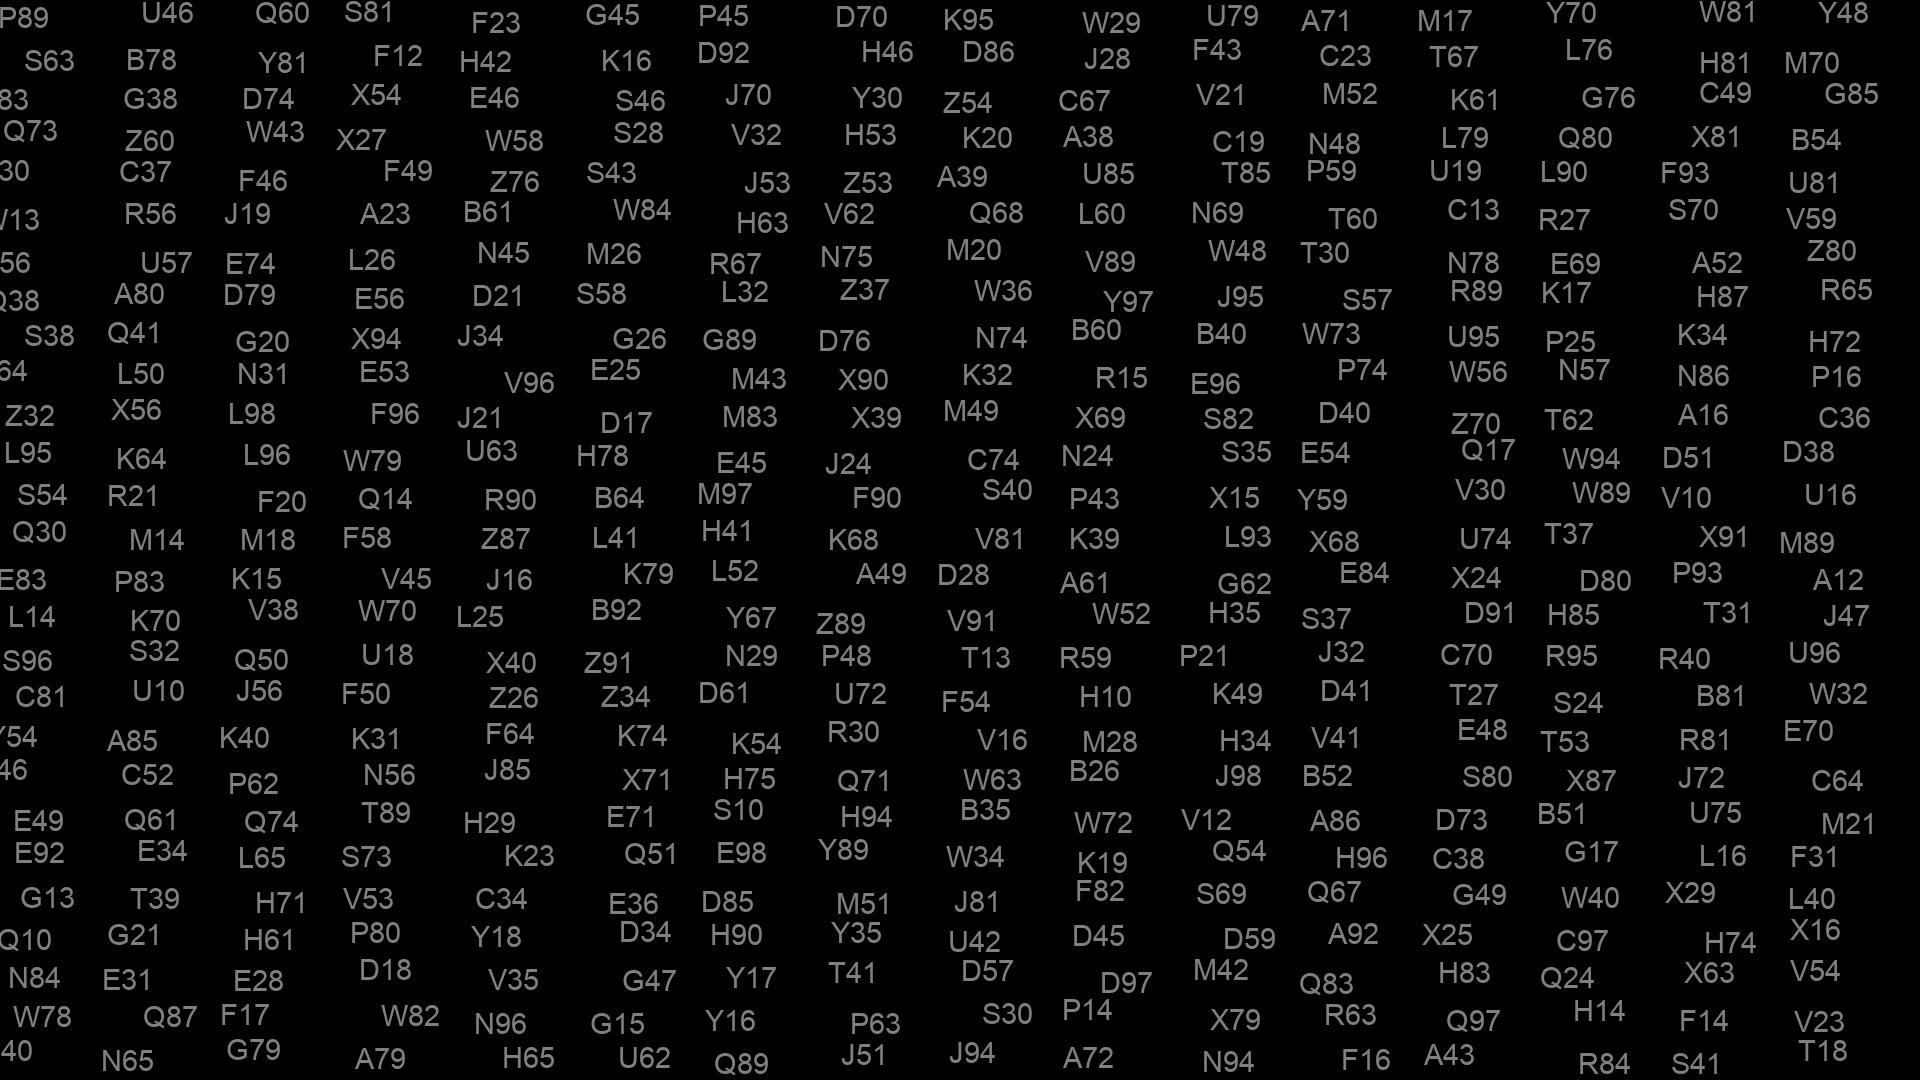 P89 U46 Q60 S81 F23 G45 P45 D70 K95 W29 U79 A71 M17 Y70 W81 Y48
S63 B78 Y81 F12 H42 K16 D92 H46 D86 J28 F43 C23 T67 L76 H81 M70
83 G38 D74 X54 E46 S46 J70 Y30 Z54 C67 V21 M52 K61 G76 C49 G85
Q73 Z60 W43 X27 W58 S28 V32 H53 K20 A38 C19 N48 L79 Q80 X81 B54
30 C37 F46 F49 Z76 S43 J53 Z53 A39 U85 T85 P59 U19 L90 F93 U81
W13 R56 J19 A23 B61 W84 H63 V62 Q68 L60 N69 T60 C13 R27 S70 V59
56 U57 E74 L26 N45 M26 R67 N75 M20 V89 W48 T30 N78 E69 A52 Z80
Q38 A80 D79 E56 D21 S58 L32 Z37 W36 Y97 J95 S57 R89 K17 H87 R65
S38 Q41 G20 X94 J34 G26 G89 D76 N74 B60 B40 W73 U95 P25 K34 H72
64 L50 N31 E53 V96 E25 M43 X90 K32 R15 E96 P74 W56 N57 N86 P16
Z32 X56 L98 F96 J21 D17 M83 X39 M49 X69 S82 D40 Z70 T62 A16 C36
L95 K64 L96 W79 U63 H78 E45 J24 C74 N24 S35 E54 Q17 W94 D51 D38
S54 R21 F20 Q14 R90 B64 M97 F90 S40 P43 X15 Y59 V30 W89 V10 U16
Q30 M14 M18 F58 Z87 L41 H41 K68 V81 K39 L93 X68 U74 T37 X91 M89
E83 P83 K15 V45 J16 K79 L52 A49 D28 A61 G62 E84 X24 D80 P93 A12
L14 K70 V38 W70 L25 B92 Y67 Z89 V91 W52 H35 S37 D91 H85 T31 J47
S96 S32 Q50 U18 X40 Z91 N29 P48 T13 R59 P21 J32 C70 R95 R40 U96
C81 U10 J56 F50 Z26 Z34 D61 U72 F54 H10 K49 D41 T27 S24 B81 W32
Y54 A85 K40 K31 F64 K74 K54 R30 V16 M28 H34 V41 E48 T53 R81 E70
46 C52 P62 N56 J85 X71 H75 Q71 W63 B26 J98 B52 S80 X87 J72 C64
E49 Q61 Q74 T89 H29 E71 S10 H94 B35 W72 V12 A86 D73 B51 U75 M21
E92 E34 L65 S73 K23 Q51 E98 Y89 W34 K19 Q54 H96 C38 G17 L16 F31
G13 T39 H71 V53 C34 E36 D85 M51 J81 F82 S69 Q67 G49 W40 X29 L40
Q10 G21 H61 P80 Y18 D34 H90 Y35 U42 D45 D59 A92 X25 C97 H74 X16
N84 E31 E28 D18 V35 G47 Y17 T41 D57 D97 M42 Q83 H83 Q24 X63 V54
W78 Q87 F17 W82 N96 G15 Y16 P63 S30 P14 X79 R63 Q97 H14 F14 V23
40 N65 G79 A79 H65 U62 Q89 J51 J94 A72 N94 F16 A43 R84 S41 T18